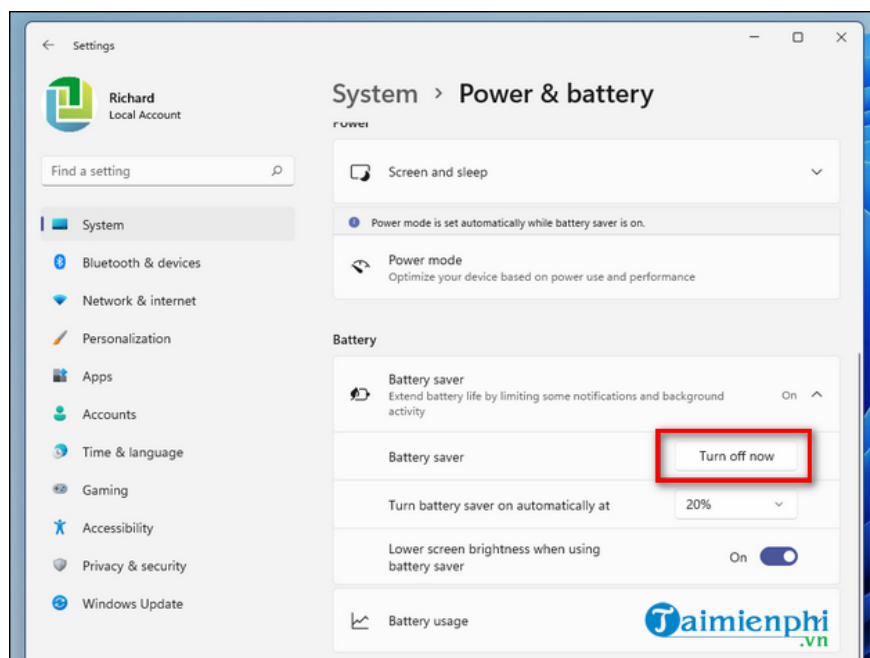 Settings
Richard
Local Account
Find a setting
System
Bluetooth & devices
Network & internet
Personalization
Apps
Accounts
Time & language
Gaming
Accessibility
Privacy & security
Windows Update
System > Power & battery
Power
Screen and sleep
Power mode is set automatically while battery saver is on.
Power mode
Optimize your device based on power use and performance
Battery
Battery saver
Extend battery life by limiting some notifications and background
activity
On
Battery saver
Turn off now
Turn battery saver on automatically at
20%
Lower screen brightness when using
battery saver
On
Battery usage
Taimienphi
.vn